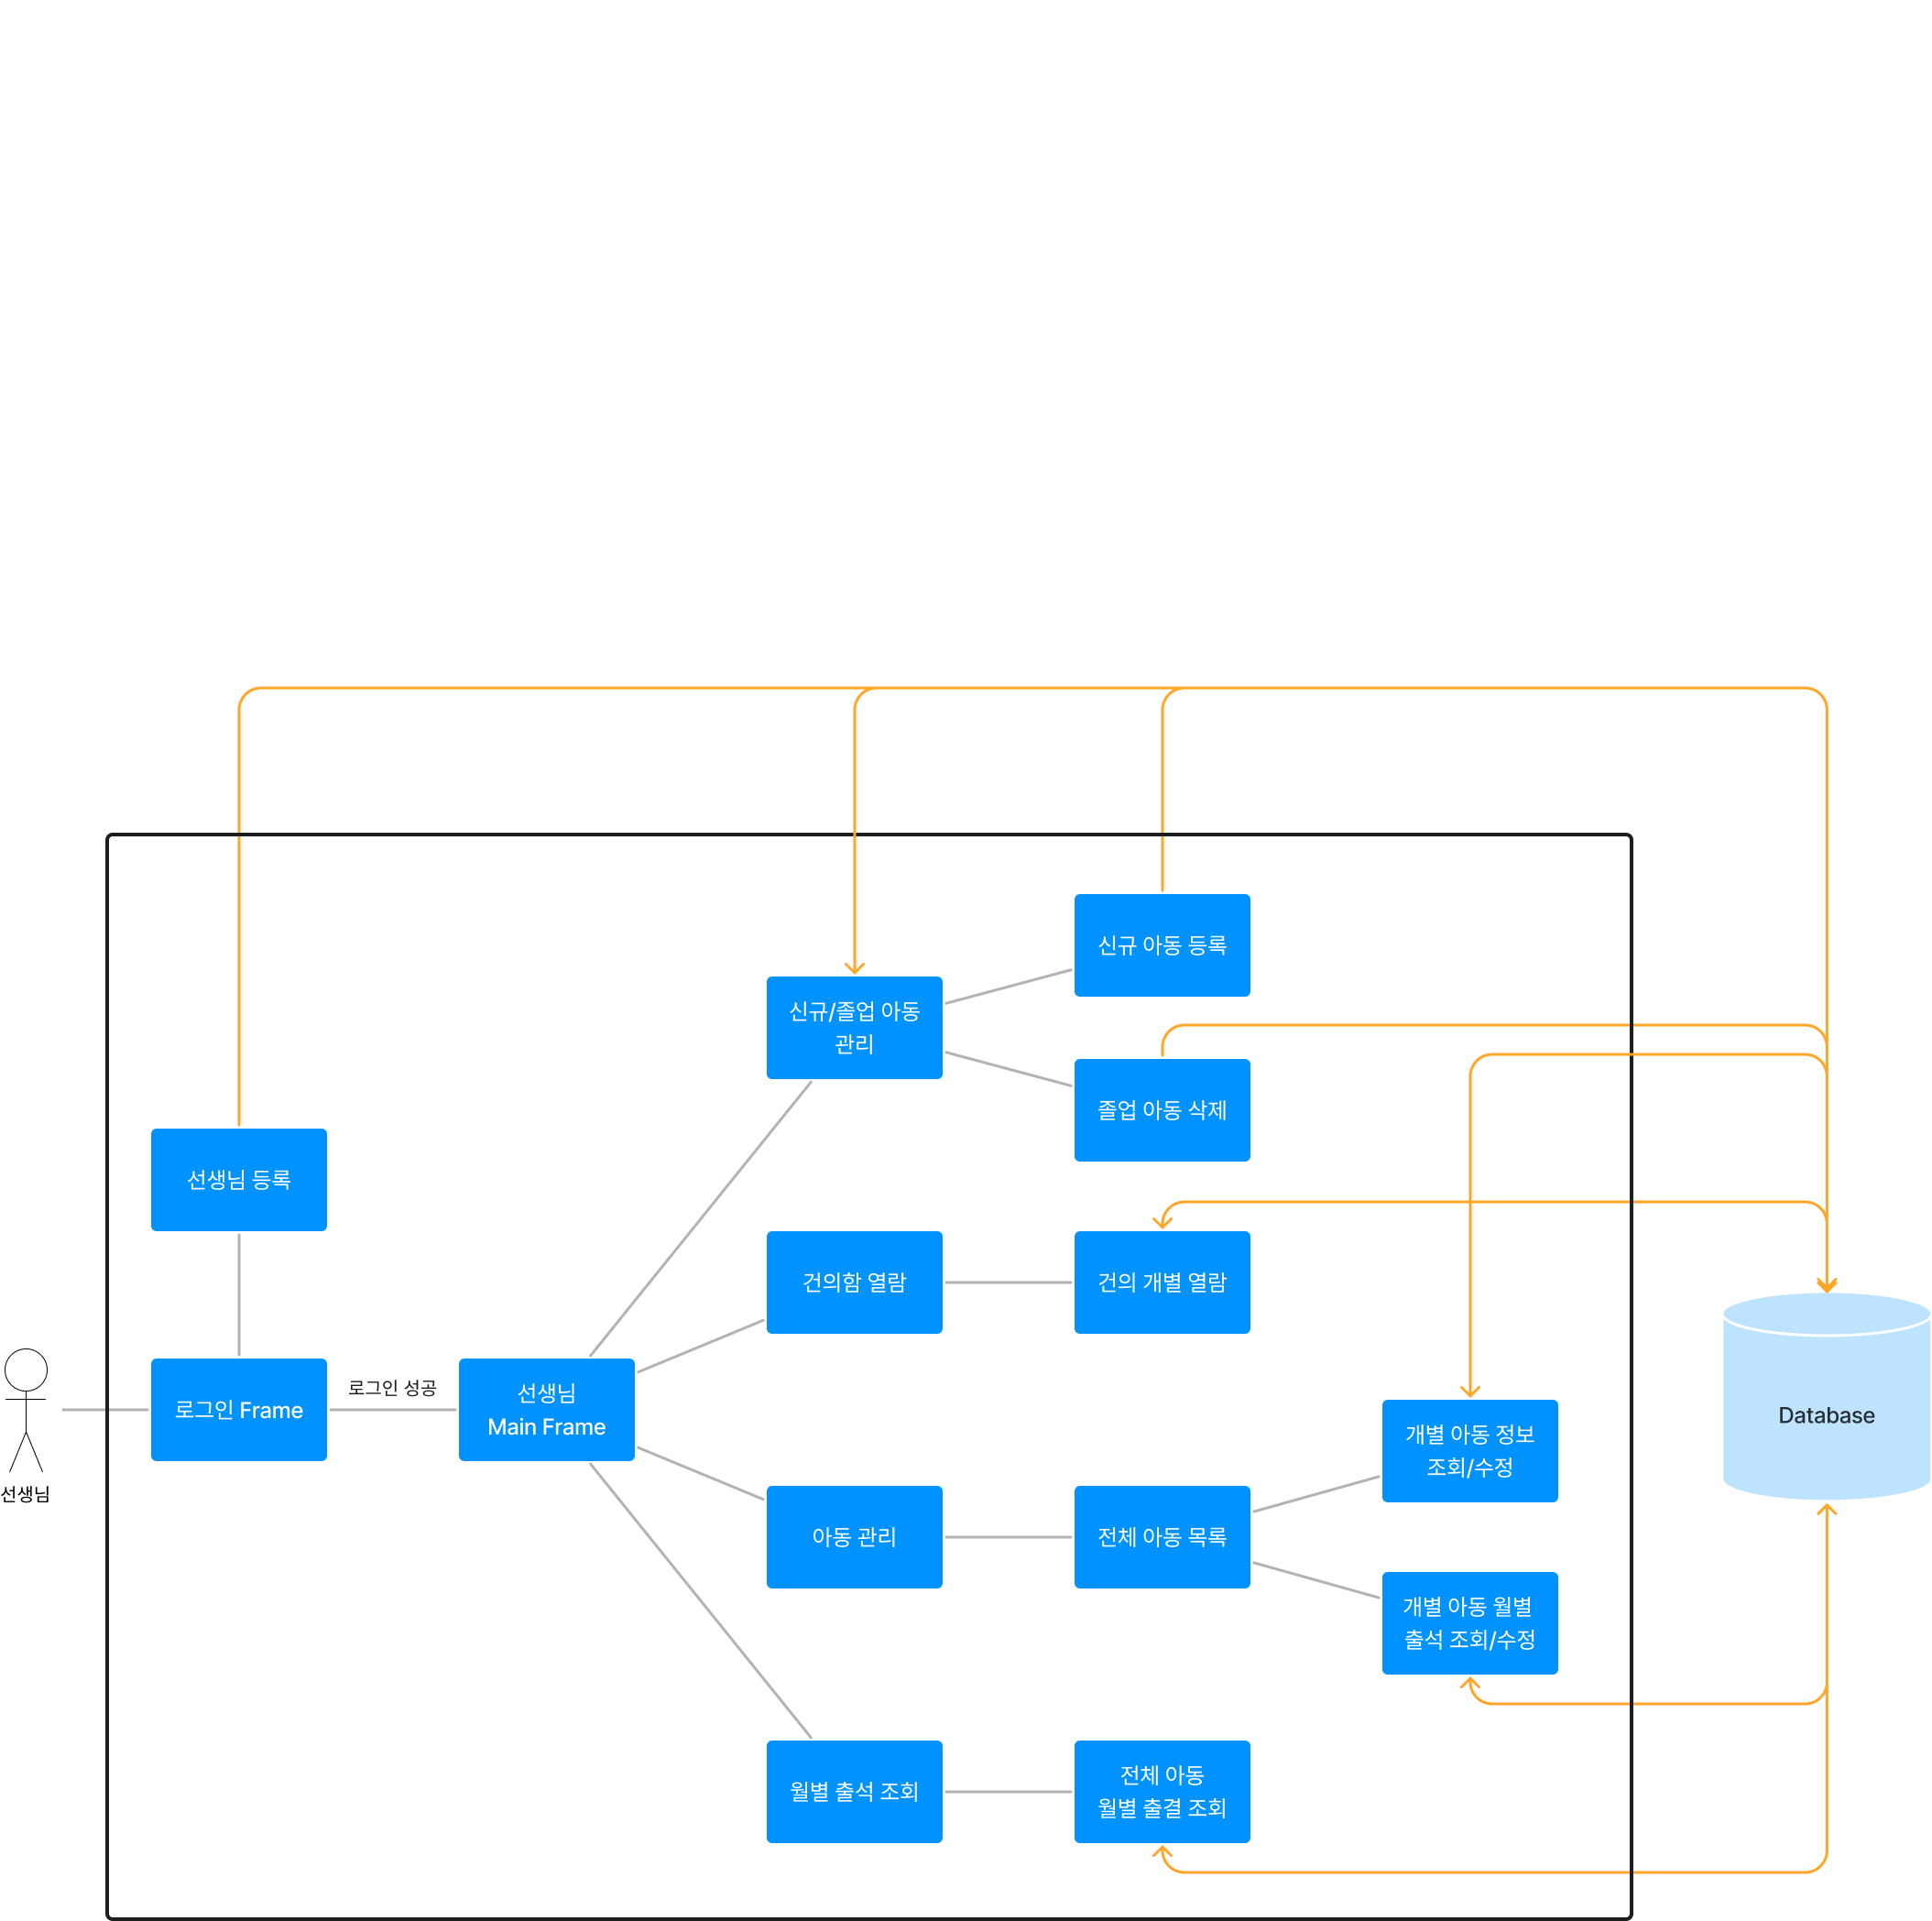 신규 아동 등록
신규/졸업 아동
관리
졸업 아동 삭제
선생님 등록
건의함 열람
건의 개별 열람
로그인 성공
로그인 Frame
선생님
Main Frame
선생님
개별 아동 정보
조회/수정
Database
아동 관리
전체 아동 목록
개별 아동 월별
출석 조회/수정
월별 출석 조회
전체 아동
월별 출결 조회